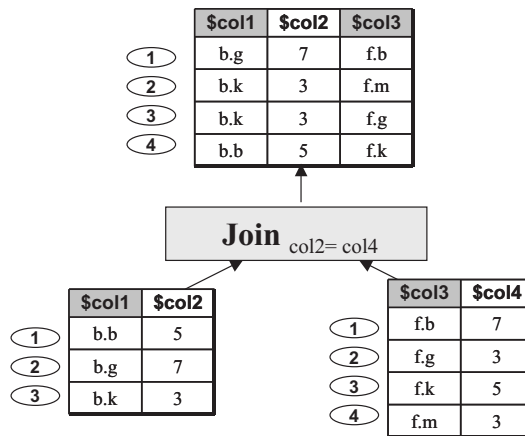 $col1 $col2 $col3
1 b.g 7 f.b
2 b.k 3 f.m
3 b.k 3 f.g
4 b.b 5 f.k
Join col2= col4
$col1 $col2
1 b.b 5
2 b.g 7
3 b.k 3
$col3 $col4
1 f.b 7
2 f.g 3
3 f.k 5
4 f.m 3